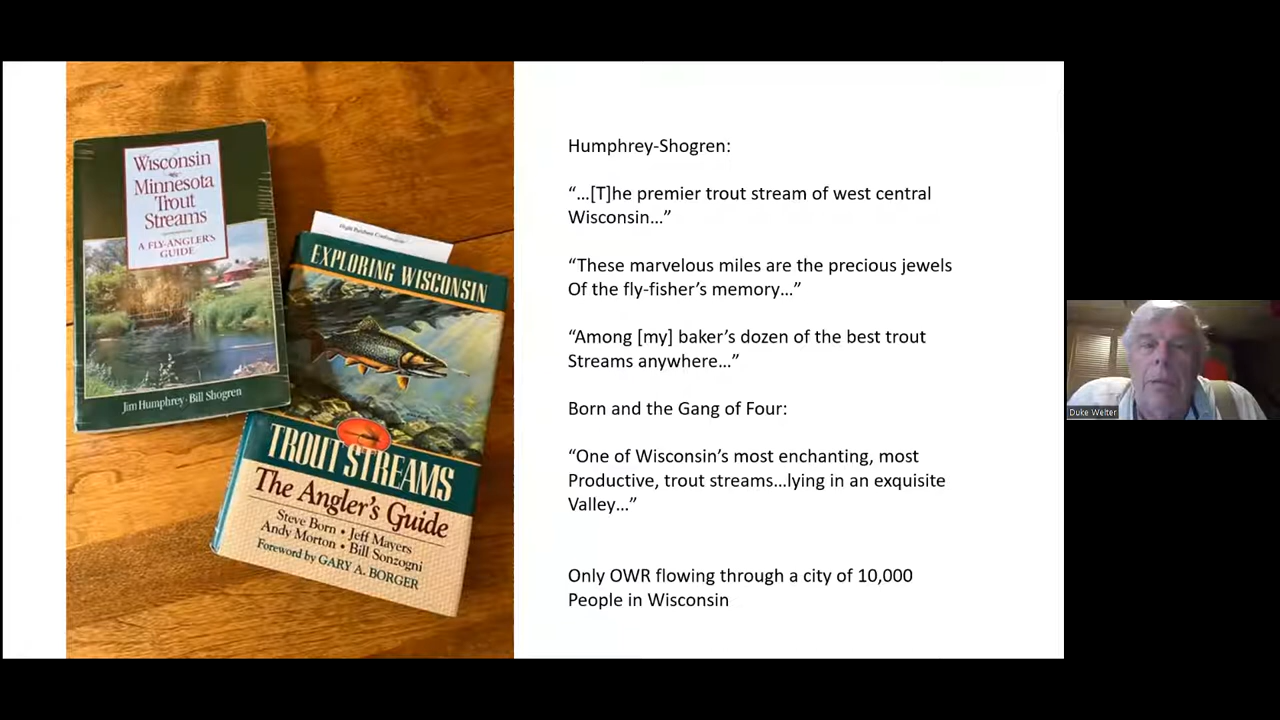 Wisconsin
Minnesota
Trout
Streams
A FLY-ANGLER'S
GUIDE
Jim Humphrey • Bill Shogren
Flight Purchase Confirmation
EXPLORING WISCONSIN
TROUT STREAMS
The Angler's Guide
Steve Born • Jeff Mayers
Andy Morton • Bill Sonzogni
Foreword by GARY A. BORGER
Humphrey-Shogren:
“…[T]he premier trout stream of west central
Wisconsin…”
“These marvelous miles are the precious jewels
Of the fly-fisher’s memory…”
“Among [my] baker’s dozen of the best trout
Streams anywhere…”
Born and the Gang of Four:
“One of Wisconsin’s most enchanting, most
Productive, trout streams…lying in an exquisite
Valley…”
Only OWR flowing through a city of 10,000
People in Wisconsin
Duke Welter